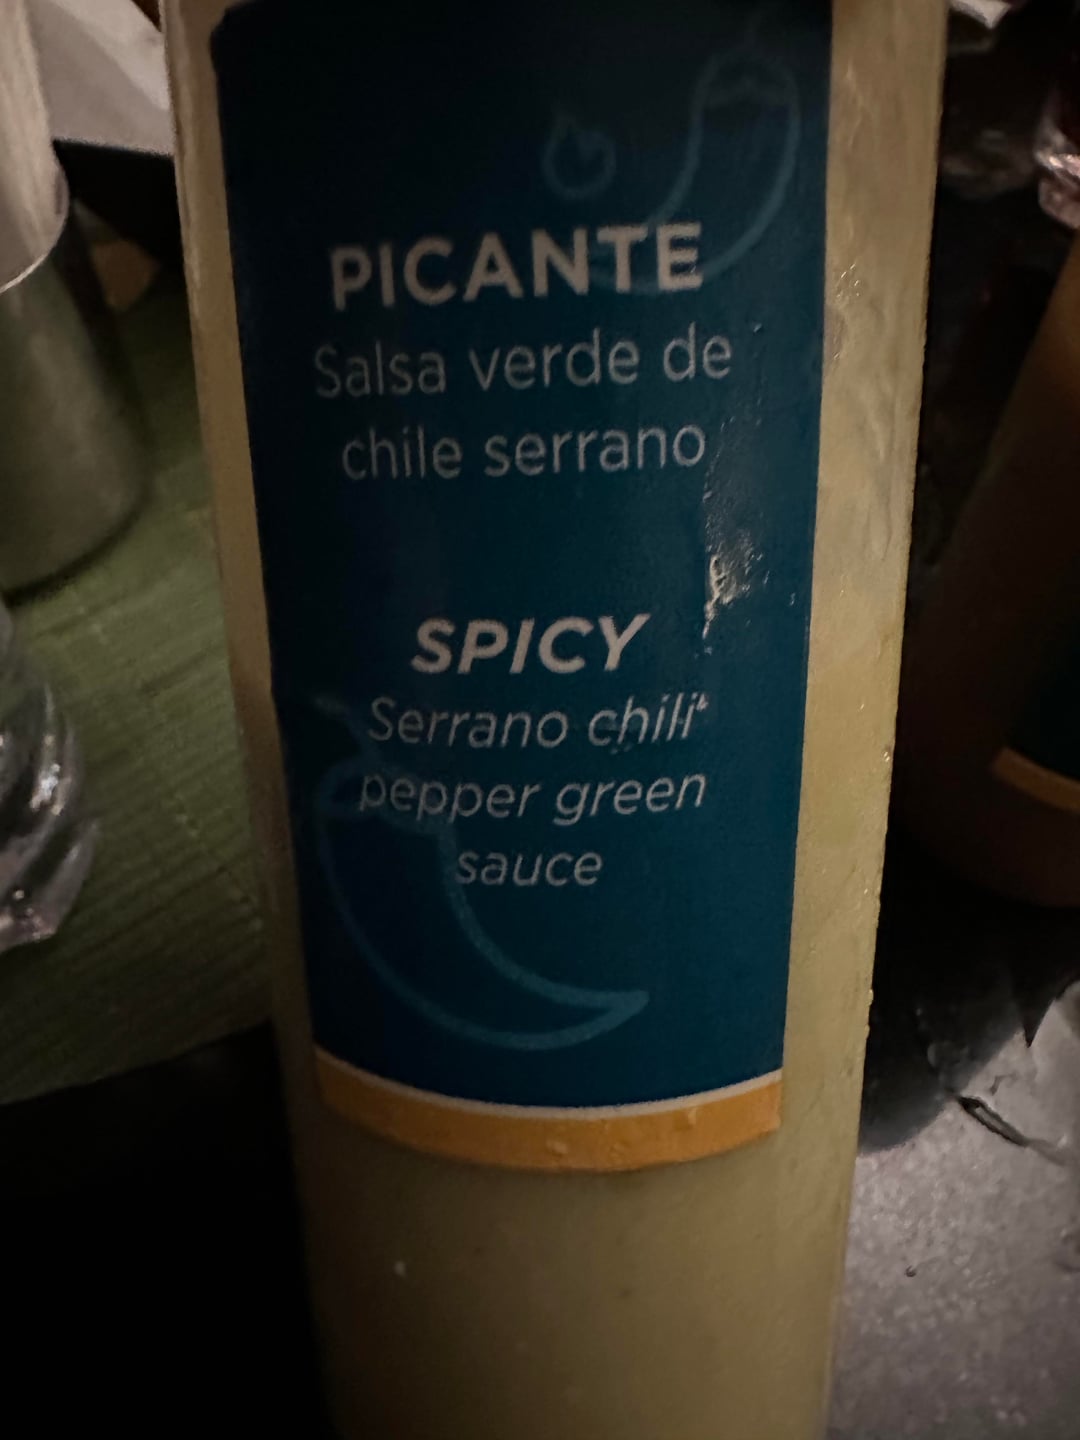 PICANTE
Salsa verde de
chile serrano
SPICY
Serrano chili
pepper green
sauce